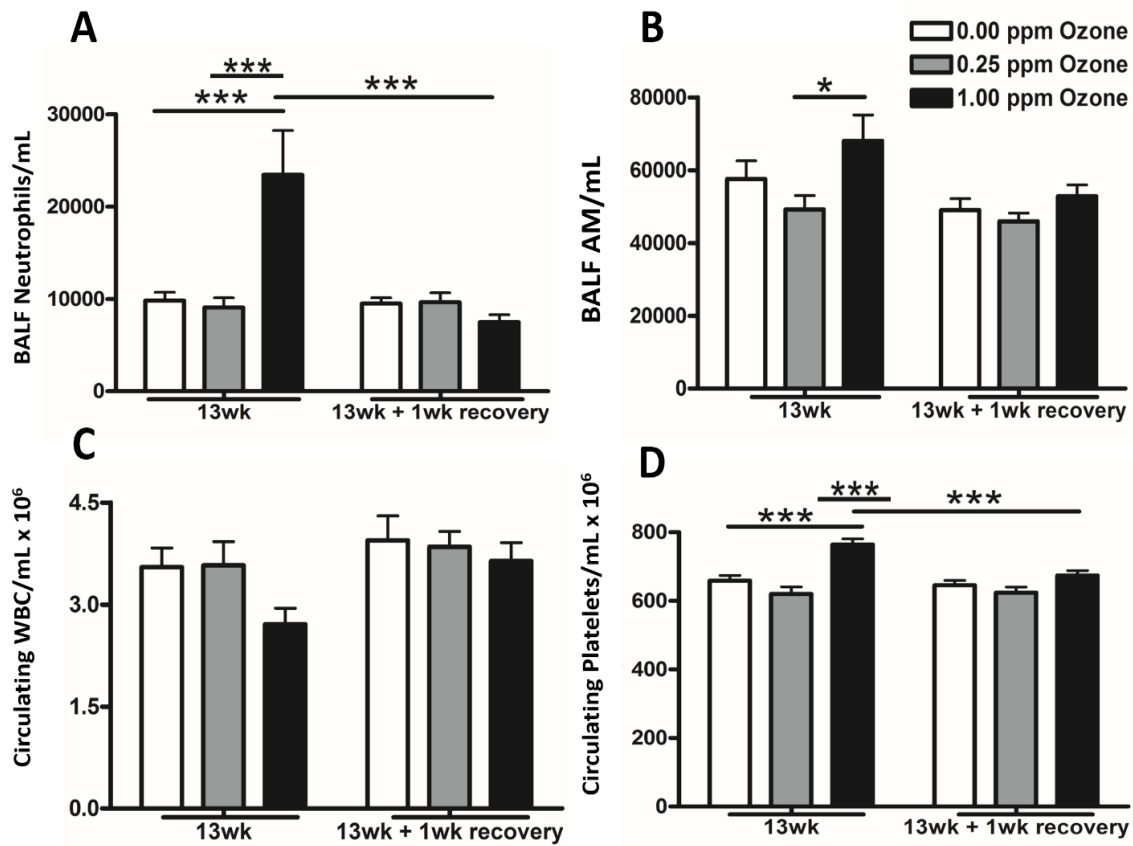 A
B
0.00 ppm Ozone
0.25 ppm Ozone
1.00 ppm Ozone
***
***
***
*
BALF Neutrophils/mL
30000
20000
10000
0
13wk
13wk + 1wk recovery
BALF AM/mL
80000
60000
40000
20000
0
13wk
13wk + 1wk recovery
C
D
Circulating WBC/mL x 10⁶
4.5
3.0
1.5
0.0
13wk
13wk + 1wk recovery
***
***
***
Circulating Platelets/mL x 10⁶
800
600
400
200
0
13wk
13wk + 1wk recovery